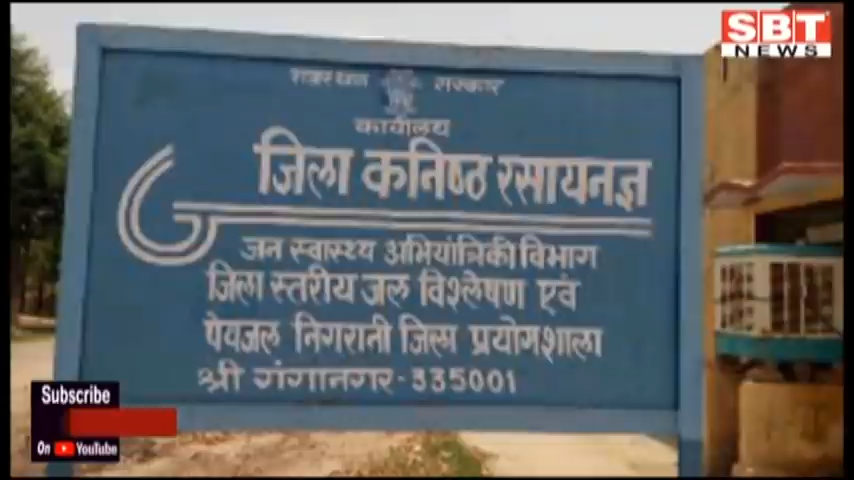 SBT
NEWS
राजस्थान सरकार
कार्यालय
जिला कनिष्ठ रसायनज्ञ
जन स्वास्थ्य अभियांत्रिकी विभाग
जिला स्तरीय जल विश्लेषण एवं
पेयजल निगरानी जिला प्रयोगशाला
श्री गंगानगर-335001
Subscribe
On YouTube